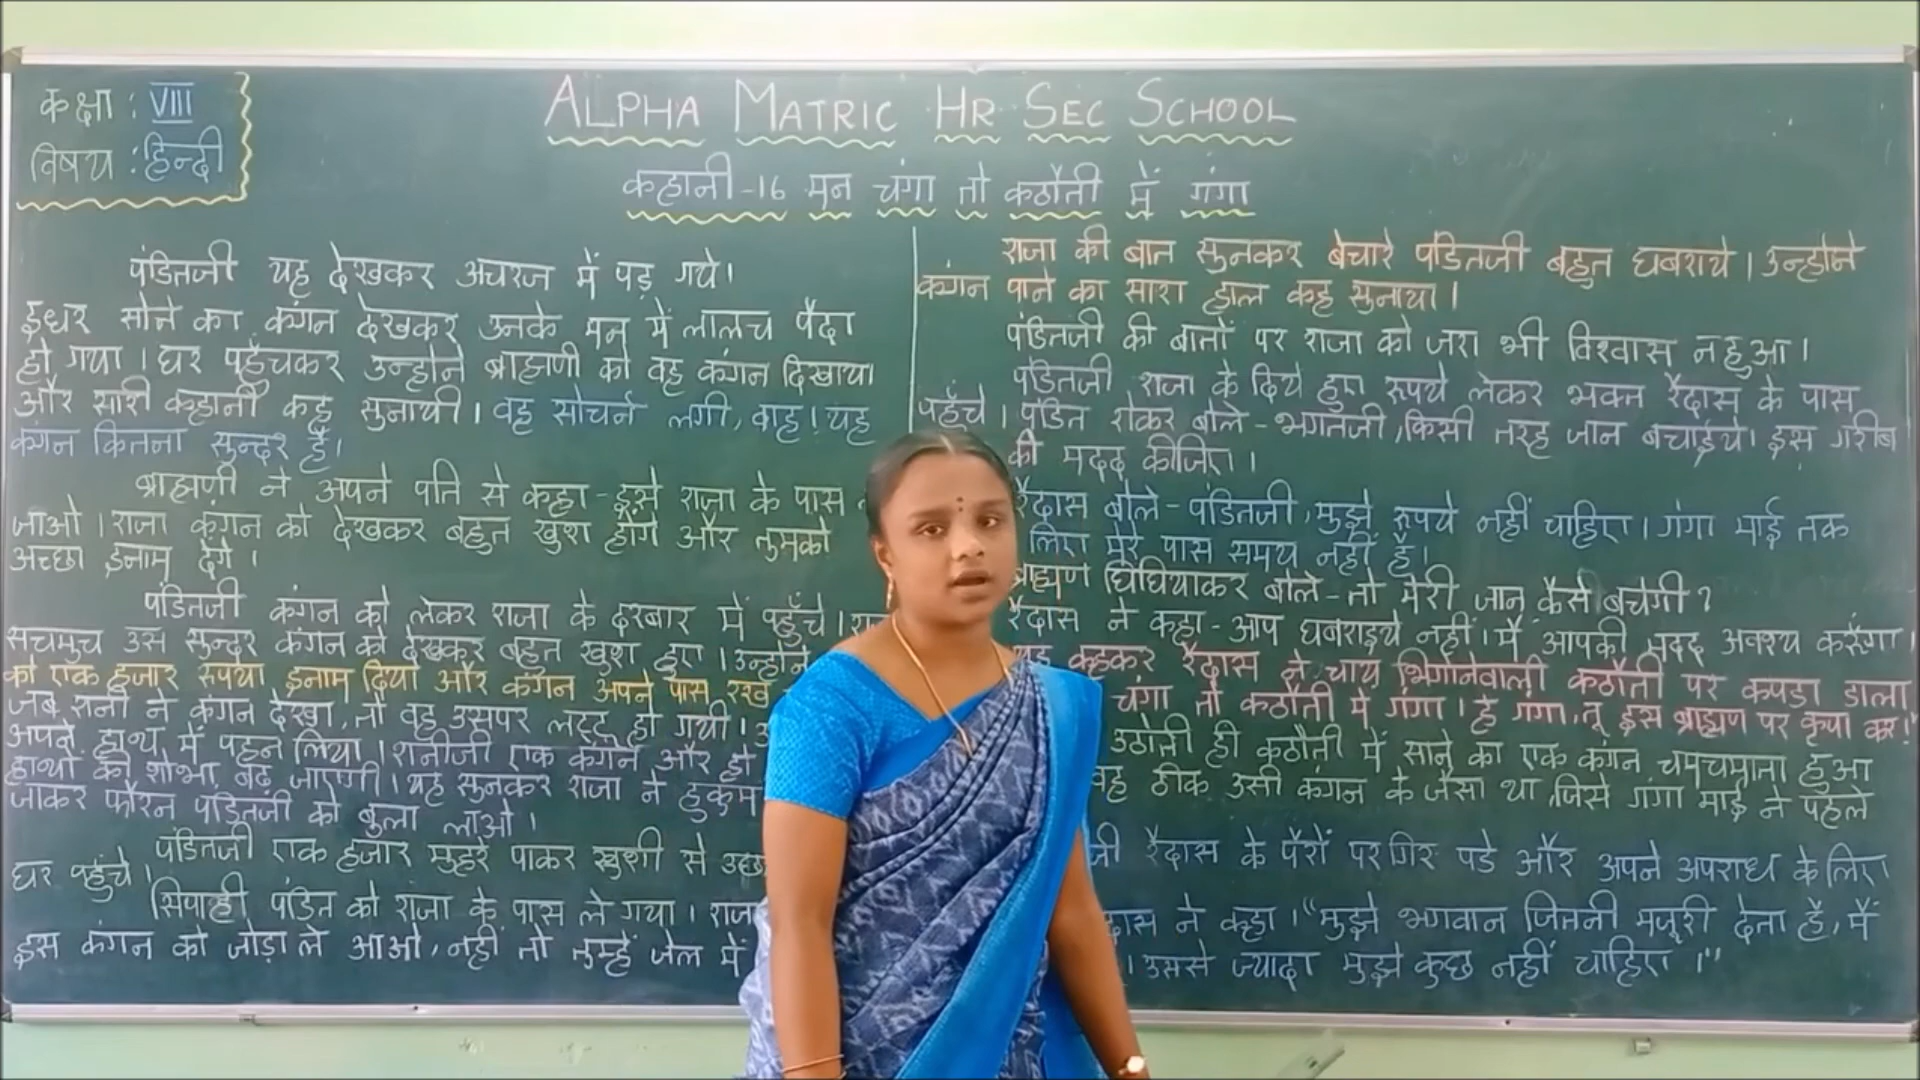 कक्षा : VIII
विषय : हिन्दी
ALPHA MATRIC HR SEC SCHOOL
कहानी-16 मन चंगा तो कठौती में गंगा
पंडितजी यह देखकर अचरज में पड़ गये।
इधर सोने का कंगन देखकर उनके मन में लालच पैदा
हो गया। घर पहुँचकर उन्होने ब्राह्मणी को वह कंगन दिखाया
और सारी कहानी कह सुनायी। वह सोचने लगी, वाह! यह
कंगन कितना सुन्दर है।
ब्राह्मणी ने अपने पति से कहा - इसे राजा के पास
जाओ। राजा कंगन को देखकर बहुत खुश होंगे और तुमको
अच्छा इनाम देंगे।
पंडितजी कंगन को लेकर राजा के दरबार में पहुँचे।
सचमुच उस सुन्दर कंगन को देखकर बहुत खुश हुए। उन्होने
को एक हजार रुपया इनाम दिया और कंगन अपने पास रख
जब रानी ने कंगन देखा, तो वह उसपर लट्टू हो गयी।
अपने हाथ में पहन लिया। रानीजी एक कंगन और हो
हाथों की शोभा बढ़ जाएगी। यह सुनकर राजा ने हुकुम
जाकर फौरन पंडितजी को बुला लाओ।
पंडितजी एक हजार मुहरें पाकर खुशी से
घर पहुँचे।
सिपाही पंडित को राजा के पास ले गया।
इस कंगन को जोड़ा ले आओ, नही तो तुम्हें जेल में
राजा की बात सुनकर बेचारे पंडितजी बहुत घबराये। उन्होने
कंगन पाने का सारा हाल कह सुनाया।
पंडितजी की बातों पर राजा को जरा भी विश्वास न हुआ।
पंडितजी राजा के दिये हुए रुपये लेकर भक्त रैदास के पास
पहुँचे। पंडित रोकर बोले - भगतजी, किसी तरह जान बचाइये। इस गरीब
की मदद कीजिए।
रैदास बोले - पंडितजी, मुझे रुपये नहीं चाहिए। गंगा माई तक
लिए मेरे पास समय नहीं है।
ब्राह्मण घिघियाकर बोले - तो मेरी जान कैसे बचेगी?
रैदास ने कहा - आप घबराइये नहीं। मैं आपकी मदद अवश्य करूँगा।
यह कहकर रैदास ने चाम भिगोनेवाली कठौती पर कपडा डाला
चंगा तो कठौती में गंगा। हे गंगा, तू इस ब्राह्मण पर कृपा कर!"
उठाते ही कठौती में सोने का एक कंगन चमचमाता हुआ
वह ठीक उसी कंगन के जैसा था, जिसे गंगा माई ने पहले
जी रैदास के पैरों पर गिर पडे और अपने अपराध के लिए
दास ने कहा। "मुझे भगवान जितनी मजूरी देता है, मैं
। उससे ज्यादा मुझे कुछ नहीं चाहिए।"